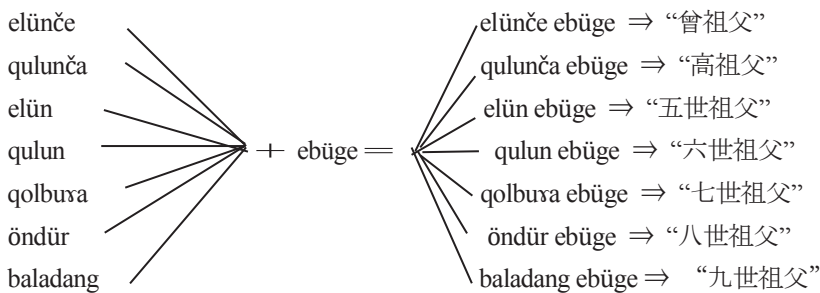 elünče elünče ebüge ⇒ “曾祖父”
qulunča qulunča ebüge ⇒ “高祖父”
elün elün ebüge ⇒ “五世祖父”
qulun + ebüge = qulun ebüge ⇒ “六世祖父”
qolbuɤa qolbuɤa ebüge ⇒ “七世祖父”
öndür öndür ebüge ⇒ “八世祖父”
baladang baladang ebüge ⇒ “九世祖父”